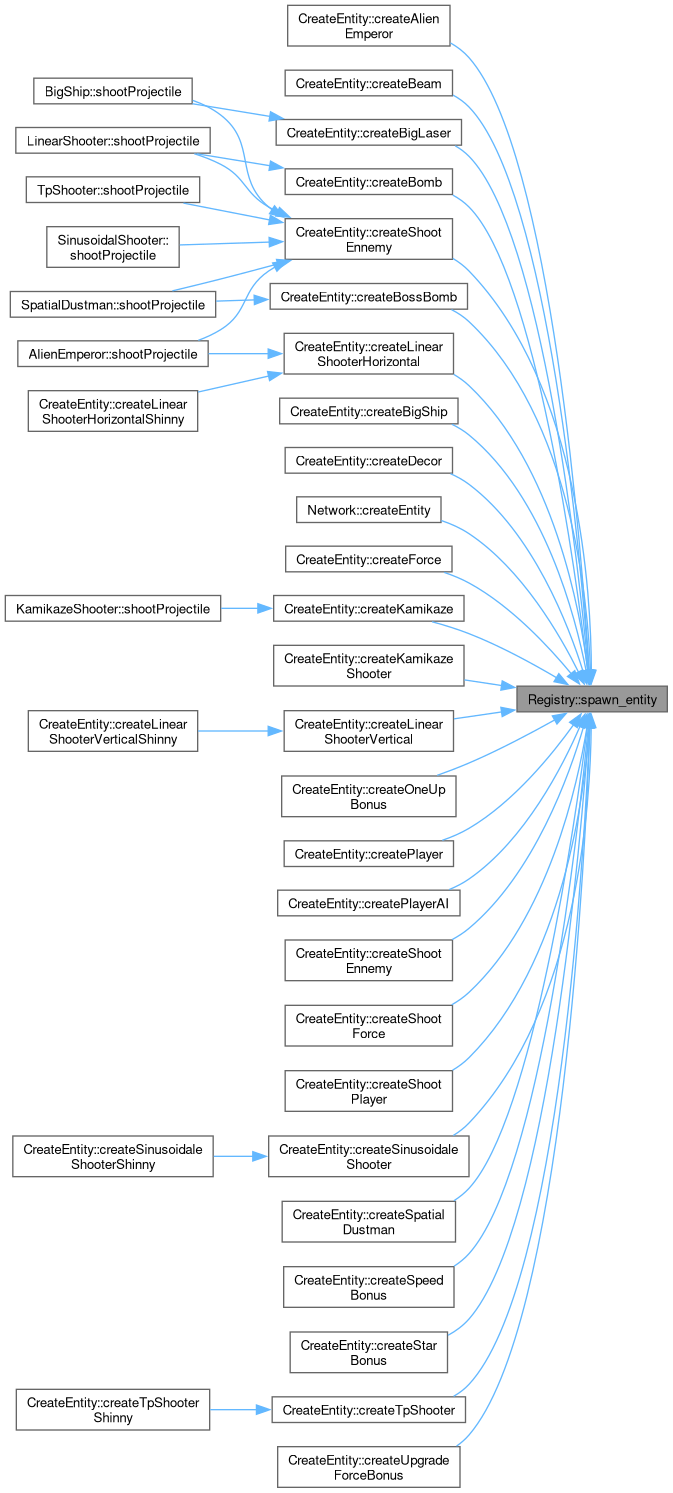 CreateEntity::createAlien
Emperor
CreateEntity::createBeam
BigShip::shootProjectile
CreateEntity::createBigLaser
LinearShooter::shootProjectile
CreateEntity::createBomb
TpShooter::shootProjectile
CreateEntity::createShoot
Ennemy
SinusoidalShooter::
shootProjectile
CreateEntity::createBossBomb
SpatialDustman::shootProjectile
CreateEntity::createLinear
ShooterHorizontal
AlienEmperor::shootProjectile
CreateEntity::createLinear
ShooterHorizontalShinny
CreateEntity::createBigShip
CreateEntity::createDecor
Network::createEntity
CreateEntity::createForce
KamikazeShooter::shootProjectile
CreateEntity::createKamikaze
CreateEntity::createKamikaze
Shooter
Registry::spawn_entity
CreateEntity::createLinear
ShooterVerticalShinny
CreateEntity::createLinear
ShooterVertical
CreateEntity::createOneUp
Bonus
CreateEntity::createPlayer
CreateEntity::createPlayerAI
CreateEntity::createShoot
Ennemy
CreateEntity::createShoot
Force
CreateEntity::createShoot
Player
CreateEntity::createSinusoidale
ShooterShinny
CreateEntity::createSinusoidale
Shooter
CreateEntity::createSpatial
Dustman
CreateEntity::createSpeed
Bonus
CreateEntity::createStar
Bonus
CreateEntity::createTpShooter
Shinny
CreateEntity::createTpShooter
CreateEntity::createUpgrade
ForceBonus